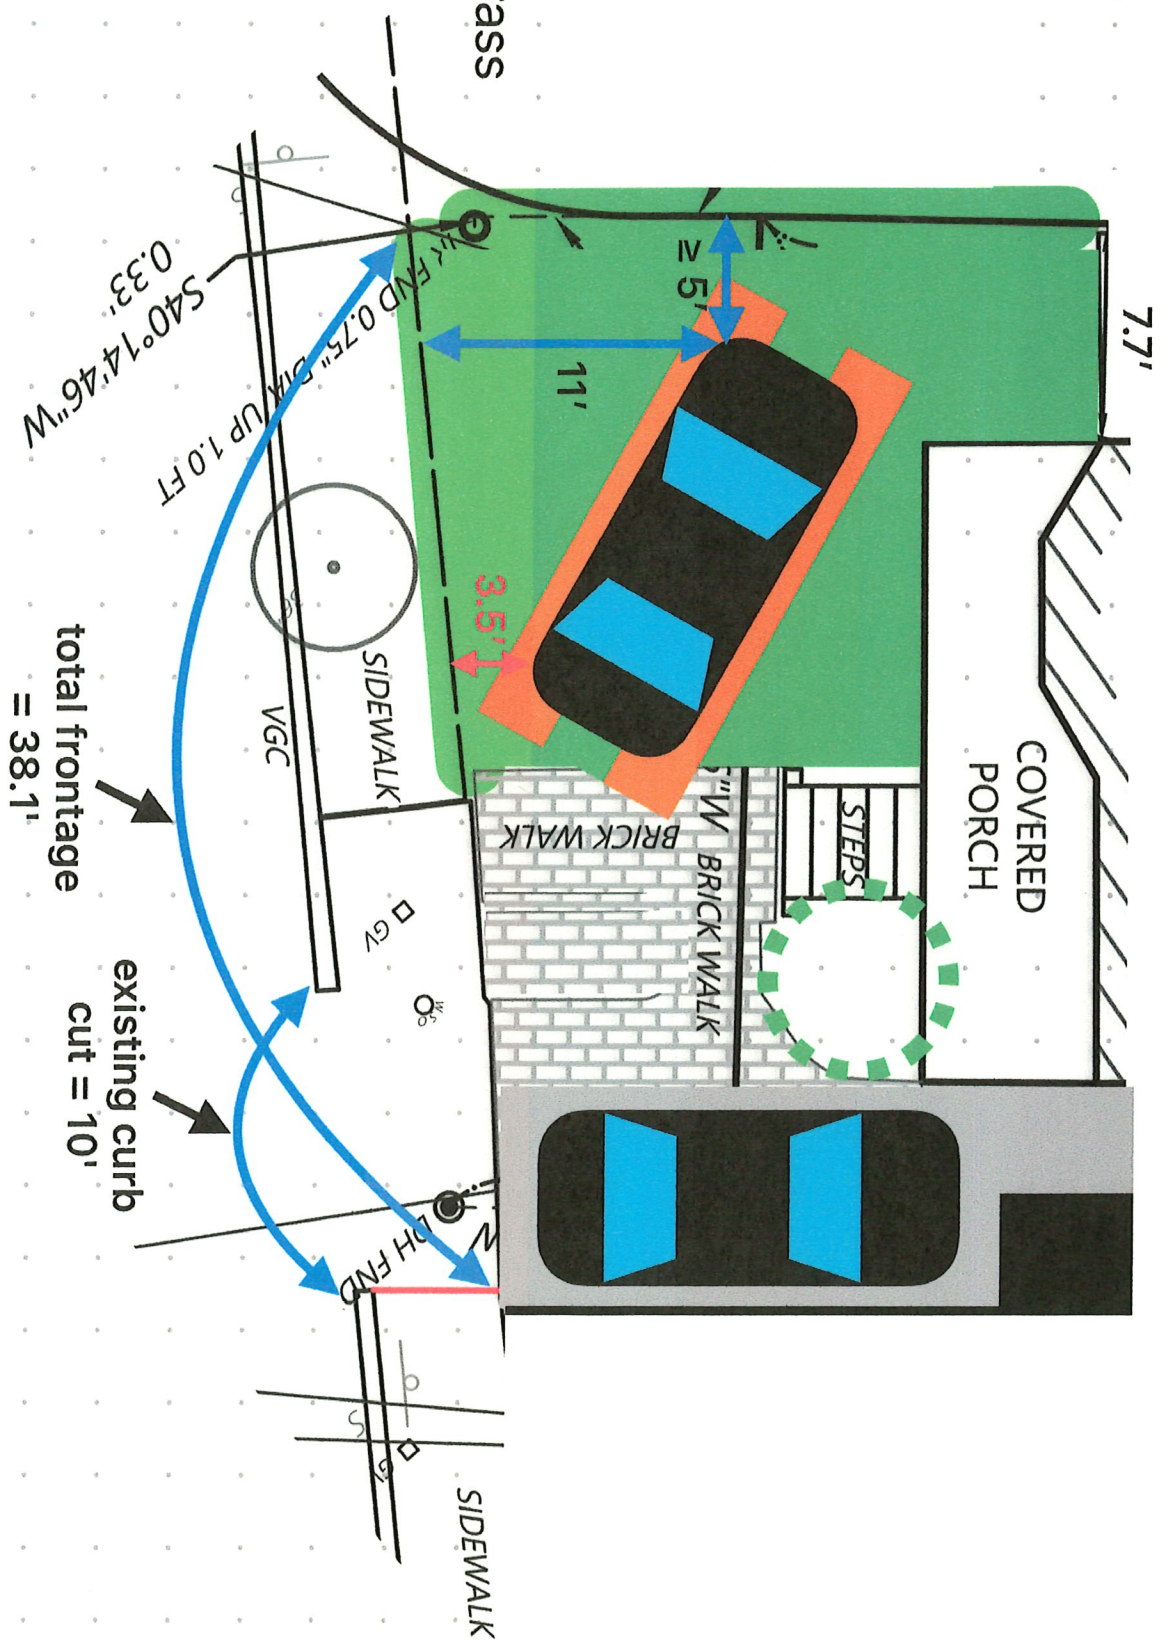 ass
7.7'
≥ 5'
11'
3.5'
COVERED
PORCH
STEPS
BRICK WALK
5"W BRICK WALK
FND 0.75" DIA UP 1.0 FT
S40°14'46"W
0.33'
SIDEWALK
VGC
GV
DH FND
total frontage
= 38.1'
existing curb
cut = 10'
SIDEWALK